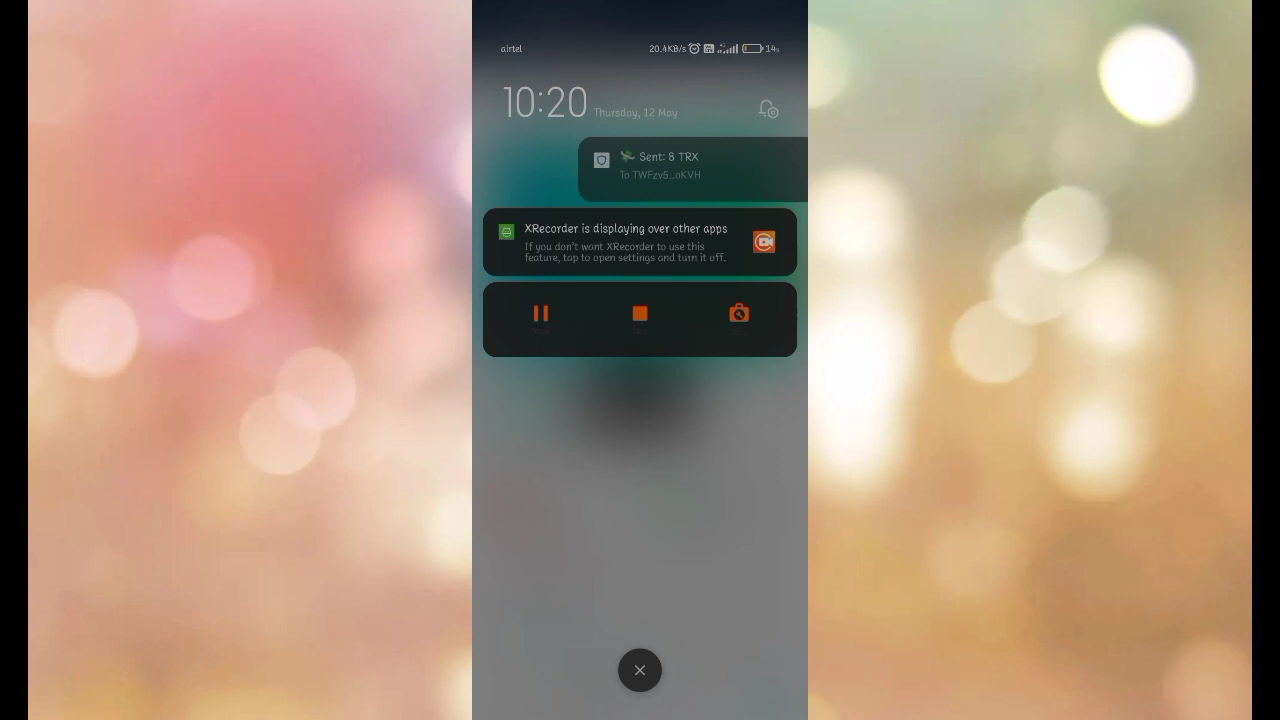 airtel
20.4KB/s
14%
10:20
Thursday, 12 May
Sent: 8 TRX
To TWFzv5...aKVH
XRecorder is displaying over other apps
If you don't want XRecorder to use this
feature, tap to open settings and turn it off.